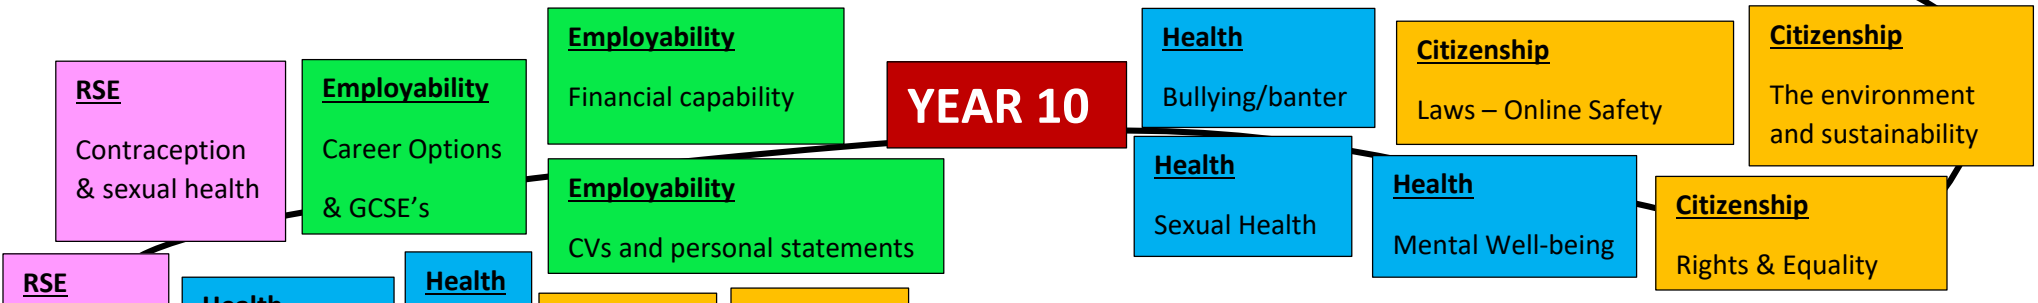 RSE
Contraception
& sexual health
Employability
Career Options
& GCSE’s
Employability
Financial capability
Employability
CVs and personal statements
YEAR 10
Health
Bullying/banter
Health
Sexual Health
Health
Mental Well-being
Citizenship
Laws – Online Safety
Citizenship
The environment
and sustainability
Citizenship
Rights & Equality
RSE
Health
Health